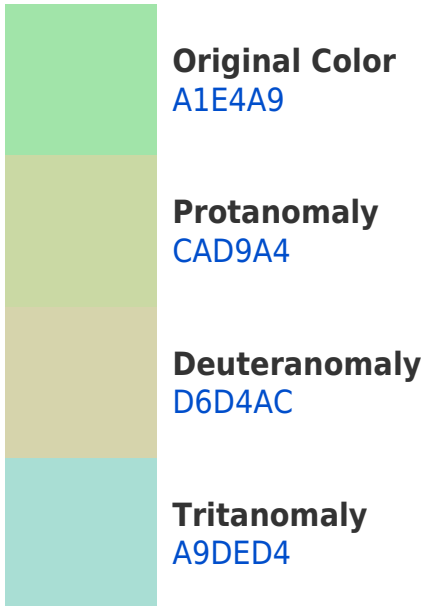 Original Color
A1E4A9
Protanomaly
CAD9A4
Deuteranomaly
D6D4AC
Tritanomaly
A9DED4